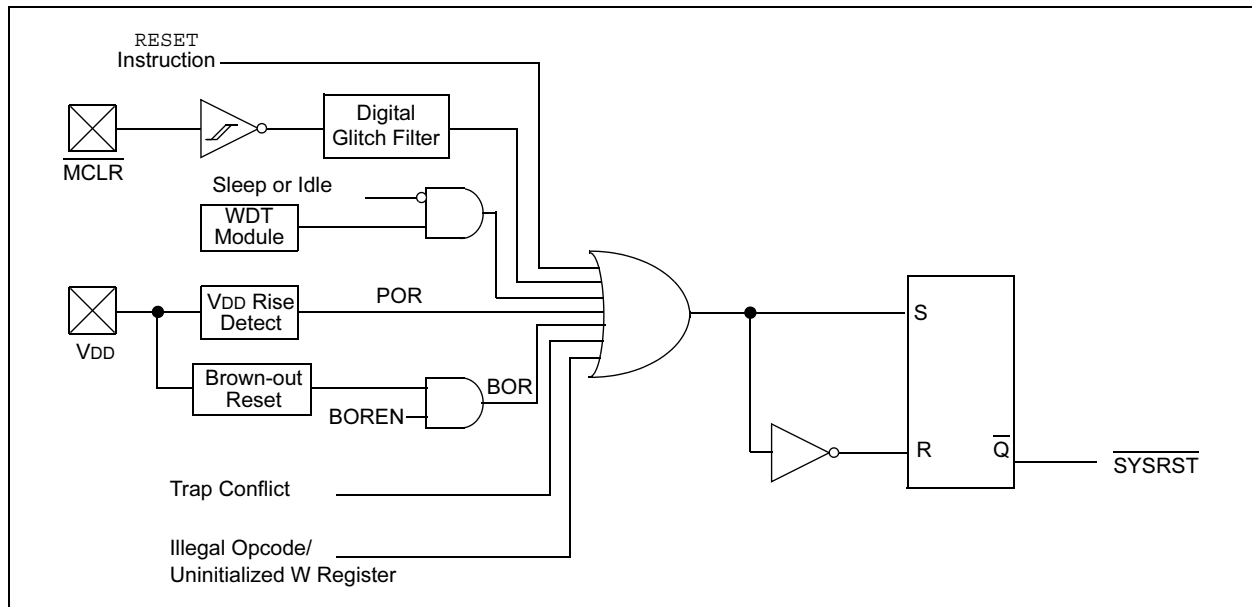 RESET
Instruction
Digital
Glitch Filter
MCLR
Sleep or Idle
WDT
Module
VDD Rise
Detect
POR
VDD
Brown-out
Reset
BOR
BOREN
Trap Conflict
Illegal Opcode/
Uninitialized W Register
S
R
Q
SYSRST